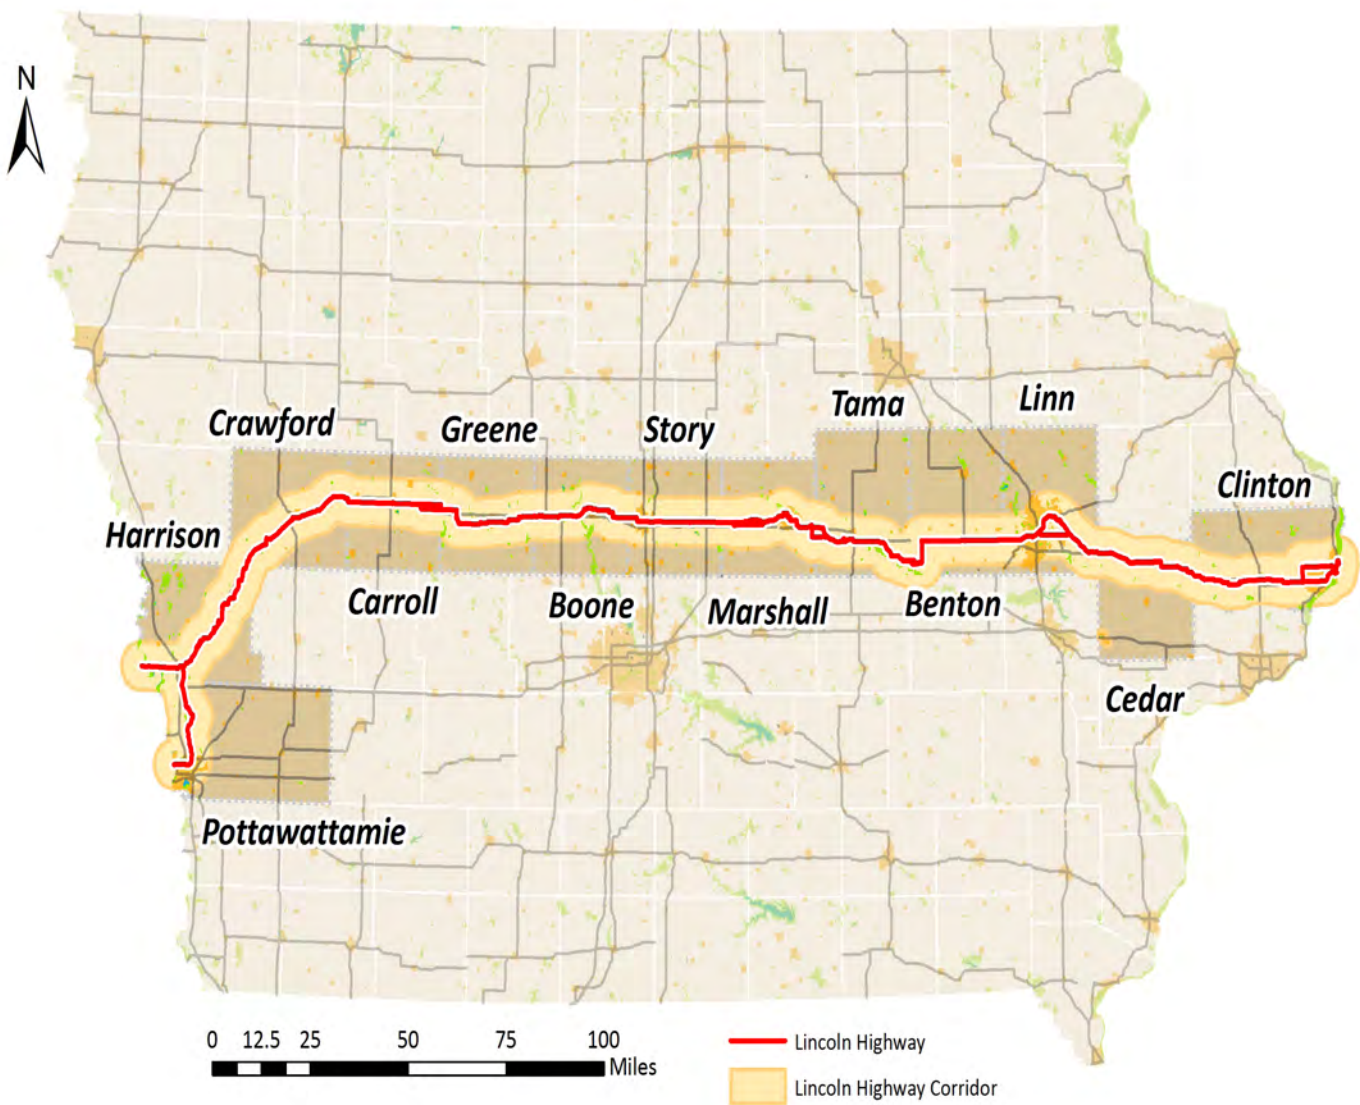 N
Crawford
Greene
Story
Tama
Linn
Clinton
Harrison
Carroll
Boone
Marshall
Benton
Cedar
Pottawattamie
0 12.5 25 50 75 100
Miles
Lincoln Highway
Lincoln Highway Corridor